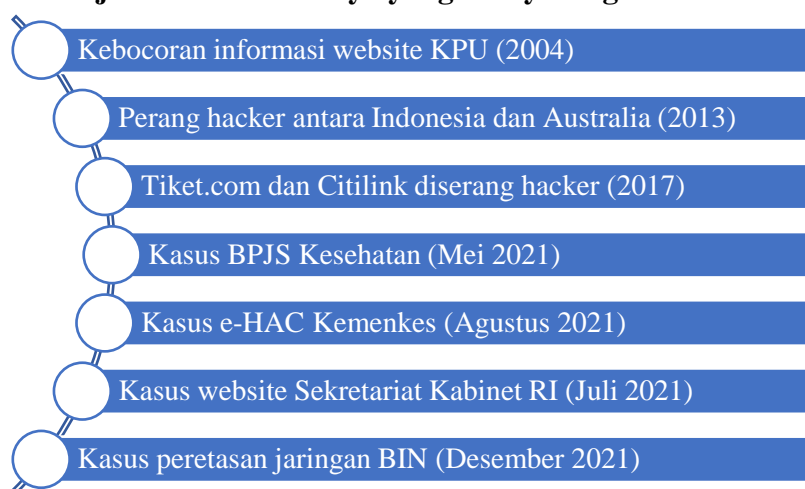 Kebocoran informasi website KPU (2004)
Perang hacker antara Indonesia dan Australia (2013)
Tiket.com dan Citilink diserang hacker (2017)
Kasus BPJS Kesehatan (Mei 2021)
Kasus e-HAC Kemenkes (Agustus 2021)
Kasus website Sekretariat Kabinet RI (Juli 2021)
Kasus peretasan jaringan BIN (Desember 2021)